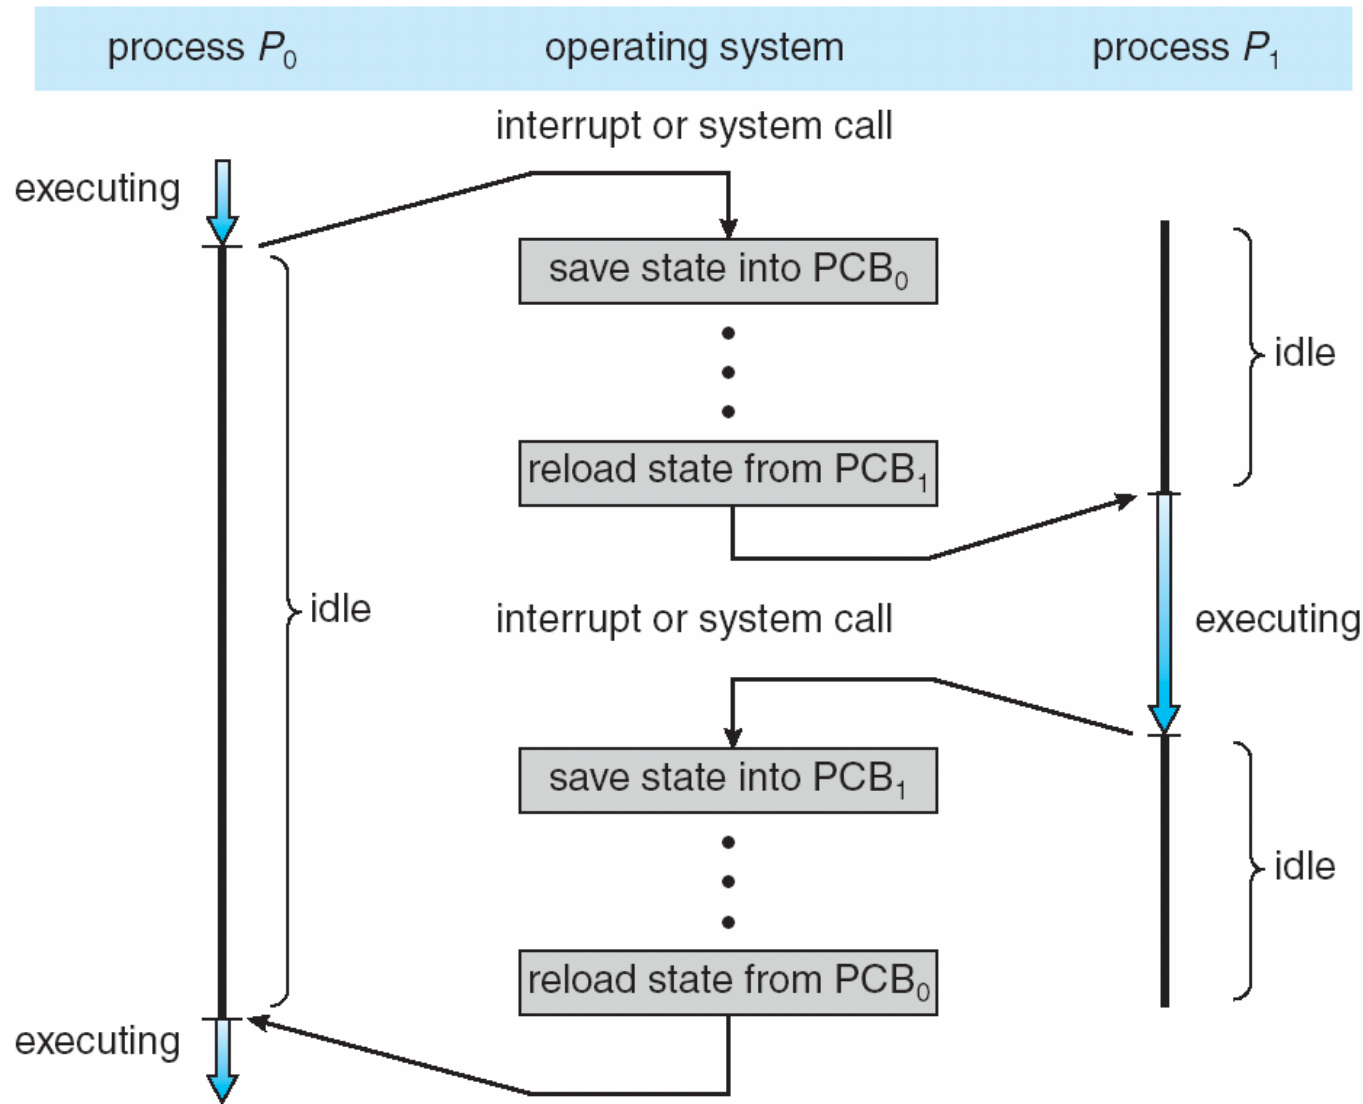 process P₀ operating system process P₁
interrupt or system call
executing
save state into PCB₀
idle
reload state from PCB₁
idle
interrupt or system call
executing
save state into PCB₁
idle
reload state from PCB₀
executing